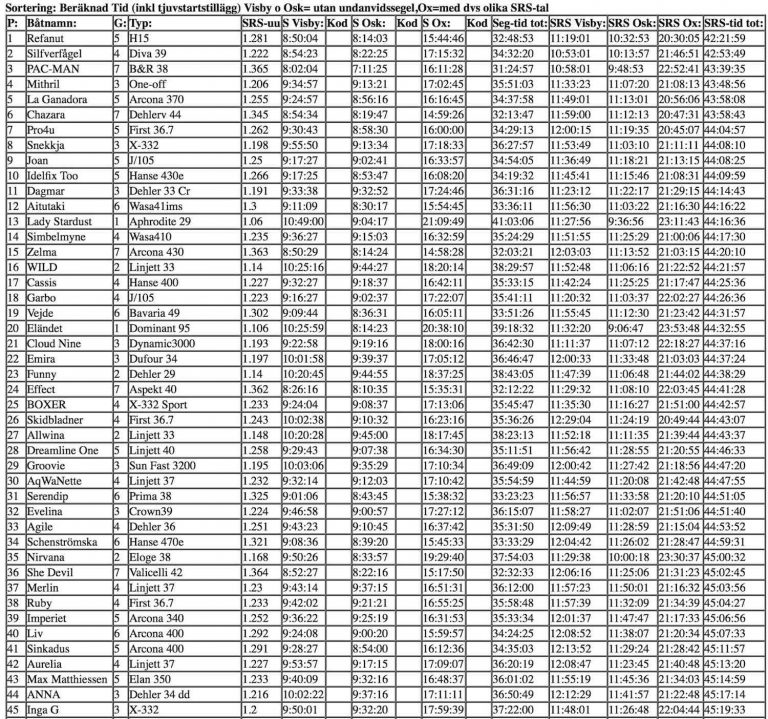 Sortering: Beräknad Tid (inkl tjuvstartstillägg) Visby o Osk= utan undanvidssegel,Ox=med dvs olika SRS-tal
P: Båtnamn: G: Typ: SRS-uu S Visby: Kod S Osk: Kod S Ox: Kod Seg-tid tot: SRS Visby: SRS Osk: SRS Ox: SRS-tid tot:
1 Refanut 5 H15 1.281 8:50:04 8:14:03 15:44:46 32:48:53 11:19:01 10:32:53 20:30:05 42:21:59
2 Silfverfågel 4 Diva 39 1.222 8:54:23 8:22:25 17:15:32 34:32:20 10:53:01 10:13:57 21:46:51 42:53:49
3 PAC-MAN 7 B&R 38 1.365 8:02:04 7:11:25 16:11:28 31:24:57 10:58:01 9:48:53 22:52:41 43:39:35
4 Mithril 3 One-off 1.206 9:34:57 9:13:21 17:02:45 35:51:03 11:33:23 11:07:20 21:08:13 43:48:56
5 La Ganadora 5 Arcona 370 1.255 9:24:57 8:56:16 16:16:45 34:37:58 11:49:01 11:13:01 20:56:06 43:58:08
6 Chazara 7 Dehlerv 44 1.345 8:54:34 8:19:47 14:59:26 32:13:47 11:59:00 11:12:13 20:47:31 43:58:43
7 Pro4u 5 First 36.7 1.262 9:30:43 8:58:30 16:00:00 34:29:13 12:00:15 11:19:35 20:45:07 44:04:57
8 Snekkja 3 X-332 1.198 9:55:50 9:13:34 17:18:33 36:27:57 11:53:49 11:03:10 21:11:11 44:08:10
9 Joan 5 J/105 1.25 9:17:27 9:02:41 16:33:57 34:54:05 11:36:49 11:18:21 21:13:15 44:08:25
10 Idelfix Too 5 Hanse 430e 1.266 9:17:25 8:53:47 16:08:20 34:19:32 11:45:41 11:15:46 21:08:31 44:09:59
11 Dagmar 3 Dehler 33 Cr 1.191 9:33:38 9:32:52 17:24:46 36:31:16 11:23:12 11:22:17 21:29:15 44:14:43
12 Aitutaki 6 Wasa41ims 1.3 9:11:09 8:30:17 15:54:45 33:36:11 11:56:30 11:03:22 21:16:30 44:16:22
13 Lady Stardust 1 Aphrodite 29 1.06 10:49:00 9:04:17 21:09:49 41:03:06 11:27:56 9:36:56 23:11:43 44:16:36
14 Simbelmyne 4 Wasa410 1.235 9:36:27 9:15:03 16:32:59 35:24:29 11:51:55 11:25:29 21:00:06 44:17:30
15 Zelma 7 Arcona 430 1.363 8:50:29 8:14:24 14:58:28 32:03:21 12:03:03 11:13:52 21:03:15 44:20:10
16 WILD 2 Linjett 33 1.14 10:25:16 9:44:27 18:20:14 38:29:57 11:52:48 11:06:16 21:22:52 44:21:57
17 Cassis 4 Hanse 400 1.227 9:32:27 9:18:37 16:42:11 35:33:15 11:42:24 11:25:25 21:17:47 44:25:36
18 Garbo 4 J/105 1.223 9:16:27 9:02:37 17:22:07 35:41:11 11:20:32 11:03:37 22:02:27 44:26:36
19 Vejde 6 Bavaria 49 1.302 9:09:44 8:36:31 16:05:11 33:51:26 11:55:45 11:12:30 21:23:42 44:31:57
20 Eländet 1 Dominant 95 1.106 10:25:59 8:14:23 20:38:10 39:18:32 11:32:20 9:06:47 23:53:48 44:32:55
21 Cloud Nine 3 Dynamic3000 1.193 9:22:58 9:19:16 18:00:16 36:42:30 11:11:37 11:07:12 22:18:27 44:37:16
22 Emira 3 Dufour 34 1.197 10:01:58 9:39:37 17:05:12 36:46:47 12:00:33 11:33:48 21:03:03 44:37:24
23 Funny 2 Dehler 29 1.14 10:20:45 9:44:55 18:37:25 38:43:05 11:47:39 11:06:48 21:44:02 44:38:29
24 Effect 7 Aspekt 40 1.362 8:26:16 8:10:35 15:35:31 32:12:22 11:29:32 11:08:10 22:03:45 44:41:28
25 BOXER 4 X-332 Sport 1.233 9:24:04 9:08:37 17:13:06 35:45:47 11:35:30 11:16:27 21:51:00 44:42:57
26 Skidbladner 4 First 36.7 1.243 10:02:38 9:10:32 16:23:16 35:36:26 12:29:04 11:24:19 20:49:44 44:43:07
27 Allwina 2 Linjett 33 1.148 10:20:28 9:45:00 18:17:45 38:23:13 11:52:18 11:11:35 21:39:44 44:43:37
28 Dreamline One 5 Linjett 40 1.258 9:29:43 9:07:38 16:34:30 35:11:51 11:56:42 11:28:55 21:20:55 44:46:33
29 Groovie 3 Sun Fast 3200 1.195 10:03:06 9:35:29 17:10:34 36:49:09 12:00:42 11:27:42 21:18:56 44:47:20
30 AqWaNette 4 Linjett 37 1.232 9:32:14 9:12:03 17:10:42 35:54:59 11:44:59 11:20:08 21:42:48 44:47:55
31 Serendip 6 Prima 38 1.325 9:01:06 8:43:45 15:38:32 33:23:23 11:56:57 11:33:58 21:20:10 44:51:05
32 Evelina 3 Crown39 1.224 9:46:58 9:00:57 17:27:12 36:15:07 11:58:27 11:02:07 21:51:06 44:51:40
33 Agile 4 Dehler 36 1.251 9:43:23 9:10:45 16:37:42 35:31:50 12:09:49 11:28:59 21:15:04 44:53:52
34 Schenströmska 6 Hanse 470e 1.321 9:08:36 8:39:20 15:45:33 33:33:29 12:04:42 11:26:02 21:28:47 44:59:31
35 Nirvana 2 Eloge 38 1.168 9:50:26 8:33:57 19:29:40 37:54:03 11:29:38 10:00:18 23:30:37 45:00:32
36 She Devil 7 Valicelli 42 1.364 8:52:27 8:22:16 15:17:50 32:32:33 12:06:16 11:25:06 21:31:23 45:02:45
37 Merlin 4 Linjett 37 1.23 9:43:14 9:37:15 16:51:31 36:12:00 11:57:23 11:50:01 21:16:32 45:03:56
38 Ruby 4 First 36.7 1.233 9:42:02 9:21:21 16:55:25 35:58:48 11:57:39 11:32:09 21:34:39 45:04:27
39 Imperiet 5 Arcona 340 1.252 9:36:22 9:25:19 16:31:53 35:33:34 12:01:37 11:47:47 21:17:33 45:06:56
40 Liv 6 Arcona 400 1.292 9:24:08 9:00:20 15:59:57 34:24:25 12:08:52 11:38:07 21:20:34 45:07:33
41 Sinkadus 5 Arcona 400 1.291 9:28:27 8:54:00 16:12:36 34:35:03 12:13:52 11:29:24 21:28:42 45:11:57
42 Aurelia 4 Linjett 37 1.227 9:53:57 9:17:15 17:09:07 36:20:19 12:08:47 11:23:45 21:40:48 45:13:20
43 Max Matthiessen 5 Elan 350 1.233 9:40:09 9:32:16 16:48:37 36:01:02 11:55:19 11:45:36 21:34:03 45:14:59
44 ANNA 3 Dehler 34 dd 1.216 10:02:22 9:37:16 17:11:11 36:50:49 12:12:29 11:41:57 21:22:48 45:17:14
45 Inga G 3 X-332 1.2 9:50:01 9:32:20 17:59:39 37:22:00 11:48:01 11:26:48 22:04:44 45:19:33